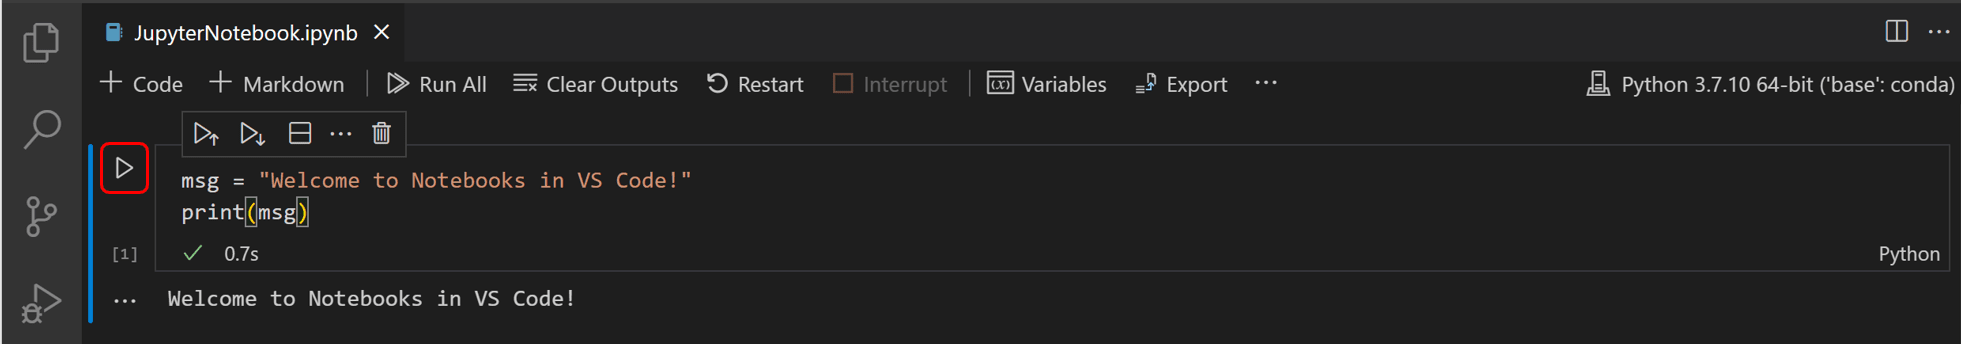 JupyterNotebook.ipynb
Code Markdown Run All Clear Outputs Restart Interrupt Variables Export Python 3.7.10 64-bit ('base': conda)
msg = "Welcome to Notebooks in VS Code!"
print(msg)
[1] 0.7s Python
Welcome to Notebooks in VS Code!